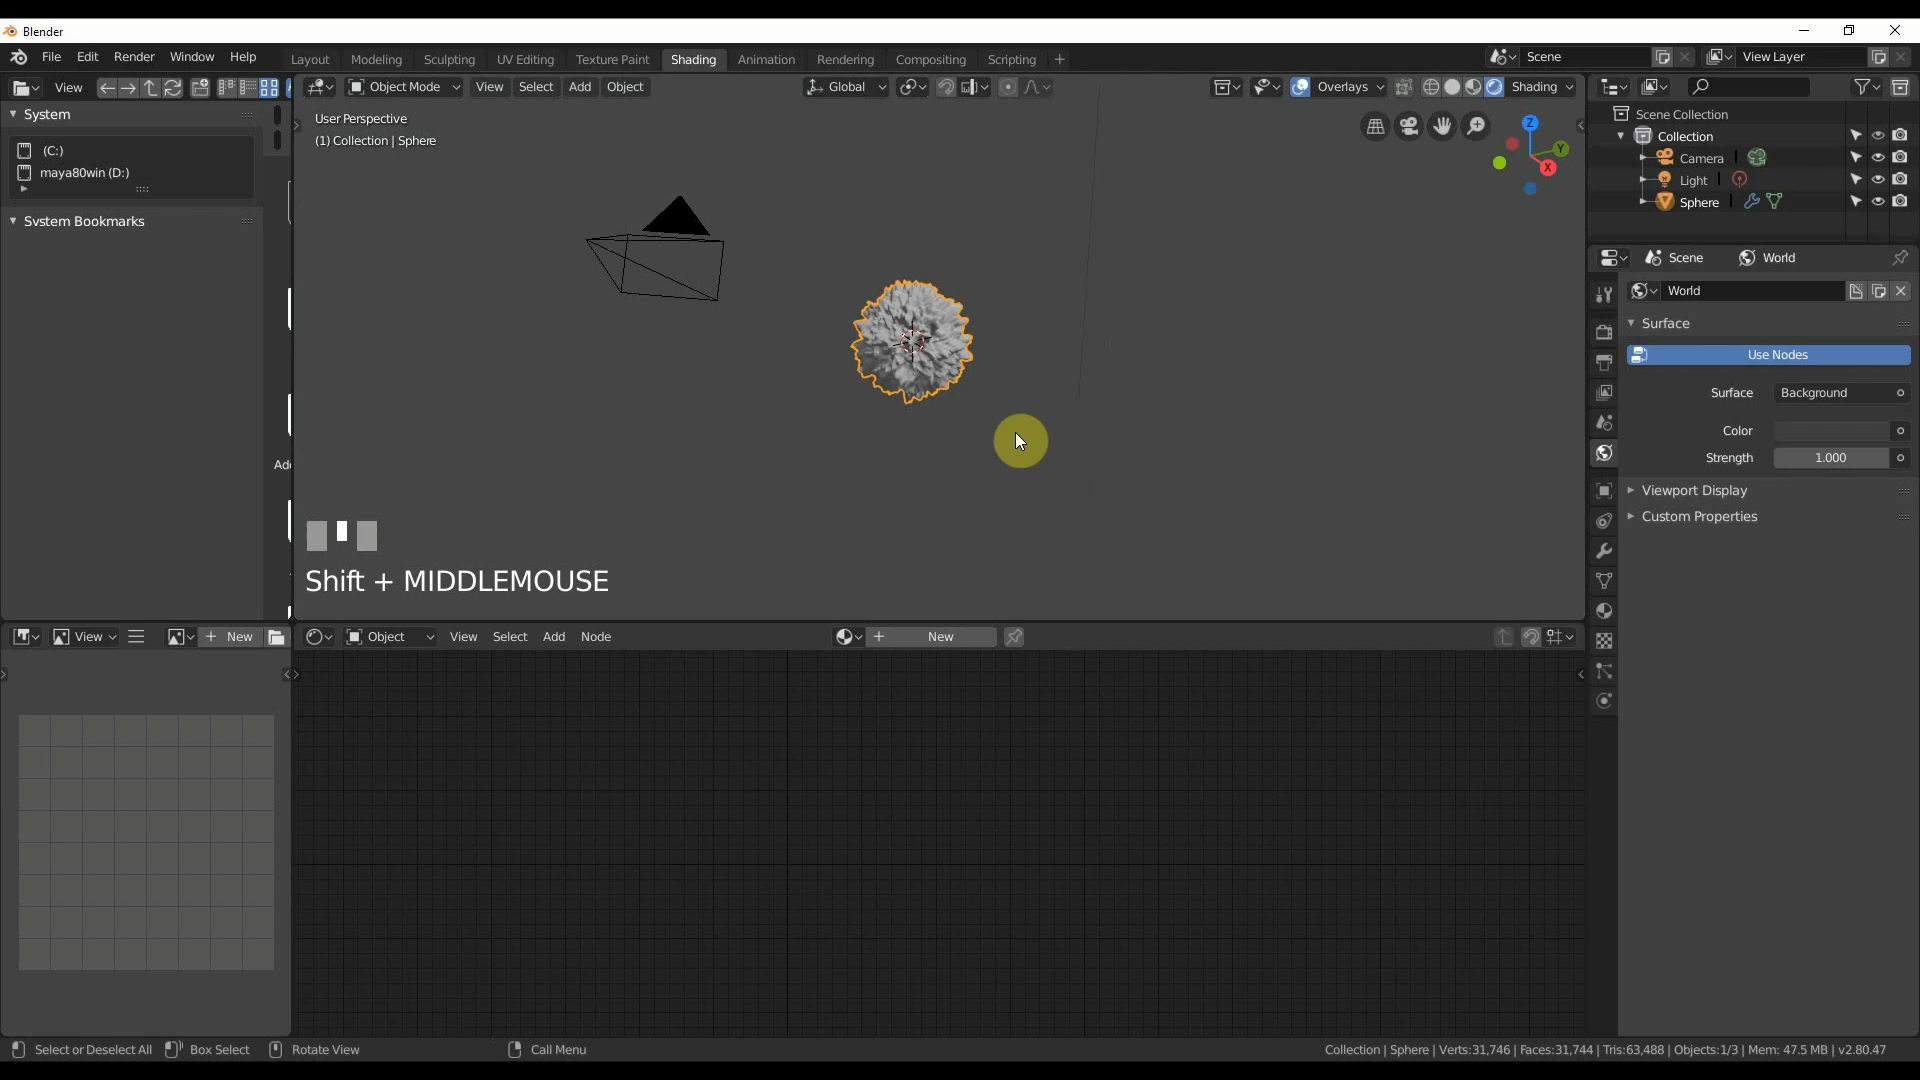 Blender
File Edit Render Window Help Layout Modeling Sculpting UV Editing Texture Paint Shading Animation Rendering Compositing Scripting + Scene View Layer
View Object Mode View Select Add Object Global Overlays Shading
System
(C:)
maya80win (D:)
System Bookmarks
User Perspective
(1) Collection | Sphere
Z
Y
X
Scene Collection
Collection
Camera
Light
Sphere
Scene World
World
Surface
Use Nodes
Surface Background
Color
Strength 1.000
Viewport Display
Custom Properties
Shift + MIDDLEMOUSE
View + New Object View Select Add Node + New
Select or Deselect All Box Select Rotate View Call Menu Collection | Sphere | Verts:31,746 | Faces:31,744 | Tris:63,488 | Objects:1/3 | Mem: 47.5 MB | v2.80.47